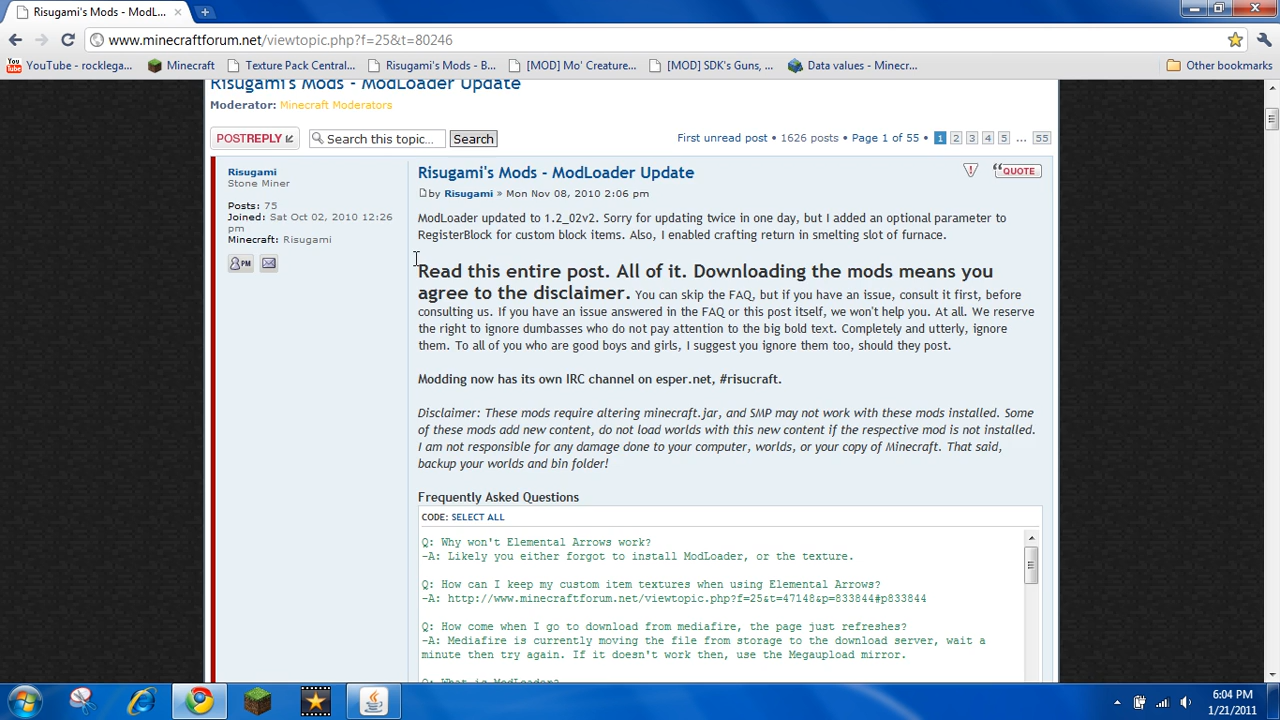 Risugami's Mods - ModL...
www.minecraftforum.net/viewtopic.php?f=25&t=80246
YouTube - rocklega... Minecraft Texture Pack Central... Risugami's Mods - B... [MOD] Mo' Creature... [MOD] SDK's Guns, ... Data values - Minecr... Other bookmarks
Risugami's Mods - ModLoader Update
Moderator: Minecraft Moderators
POSTREPLY Search this topic... Search First unread post • 1626 posts • Page 1 of 55 • 1 2 3 4 5 ... 55
Risugami
Stone Miner
Posts: 75
Joined: Sat Oct 02, 2010 12:26
pm
Minecraft: Risugami
PM
Risugami's Mods - ModLoader Update
QUOTE
by Risugami » Mon Nov 08, 2010 2:06 pm
ModLoader updated to 1.2_02v2. Sorry for updating twice in one day, but I added an optional parameter to
RegisterBlock for custom block items. Also, I enabled crafting return in smelting slot of furnace.
Read this entire post. All of it. Downloading the mods means you
agree to the disclaimer. You can skip the FAQ, but if you have an issue, consult it first, before
consulting us. If you have an issue answered in the FAQ or this post itself, we won't help you. At all. We reserve
the right to ignore dumbasses who do not pay attention to the big bold text. Completely and utterly, ignore
them. To all of you who are good boys and girls, I suggest you ignore them too, should they post.
Modding now has its own IRC channel on esper.net, #risucraft.
Disclaimer: These mods require altering minecraft.jar, and SMP may not work with these mods installed. Some
of these mods add new content, do not load worlds with this new content if the respective mod is not installed.
I am not responsible for any damage done to your computer, worlds, or your copy of Minecraft. That said,
backup your worlds and bin folder!
Frequently Asked Questions
CODE: SELECT ALL
Q: Why won't Elemental Arrows work?
-A: Likely you either forgot to install ModLoader, or the texture.
Q: How can I keep my custom item textures when using Elemental Arrows?
-A: http://www.minecraftforum.net/viewtopic.php?f=25&t=47148&p=833844#p833844
Q: How come when I go to download from mediafire, the page just refreshes?
-A: Mediafire is currently moving the file from storage to the download server, wait a
minute then try again. If it doesn't work then, use the Megaupload mirror.
Q: What is ModLoader?
6:04 PM
1/21/2011